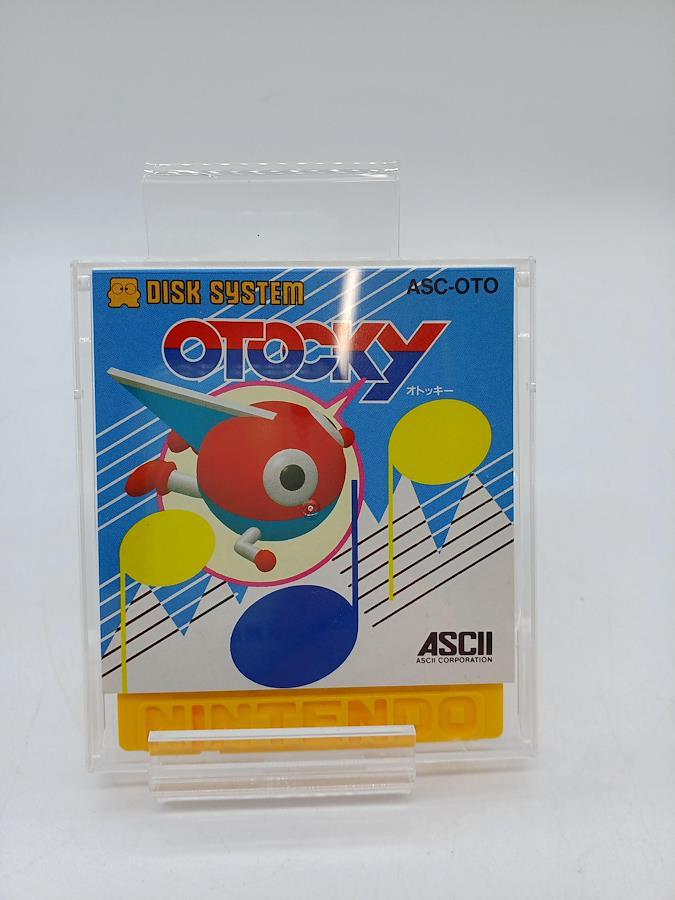 DISK SYSTEM
ASC-OTO
OTOCKY
オトッキー
ASCII
ASCII CORPORATION
NINTENDO